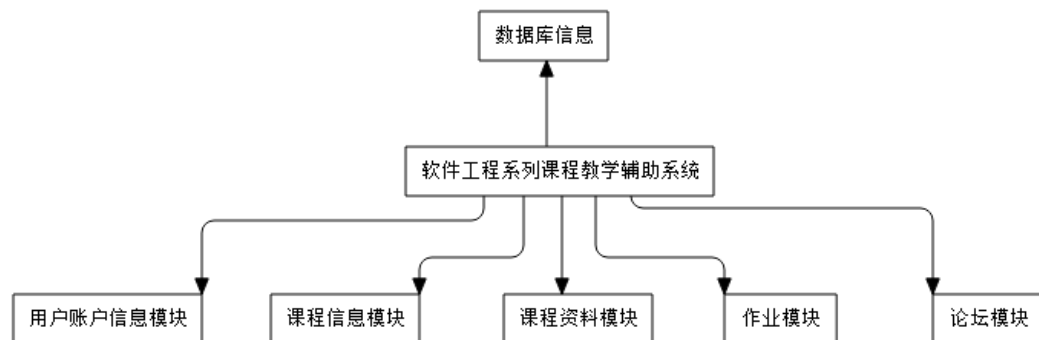 数据库信息
软件工程系列课程教学辅助系统
用户账户信息模块
课程信息模块
课程资料模块
作业模块
论坛模块